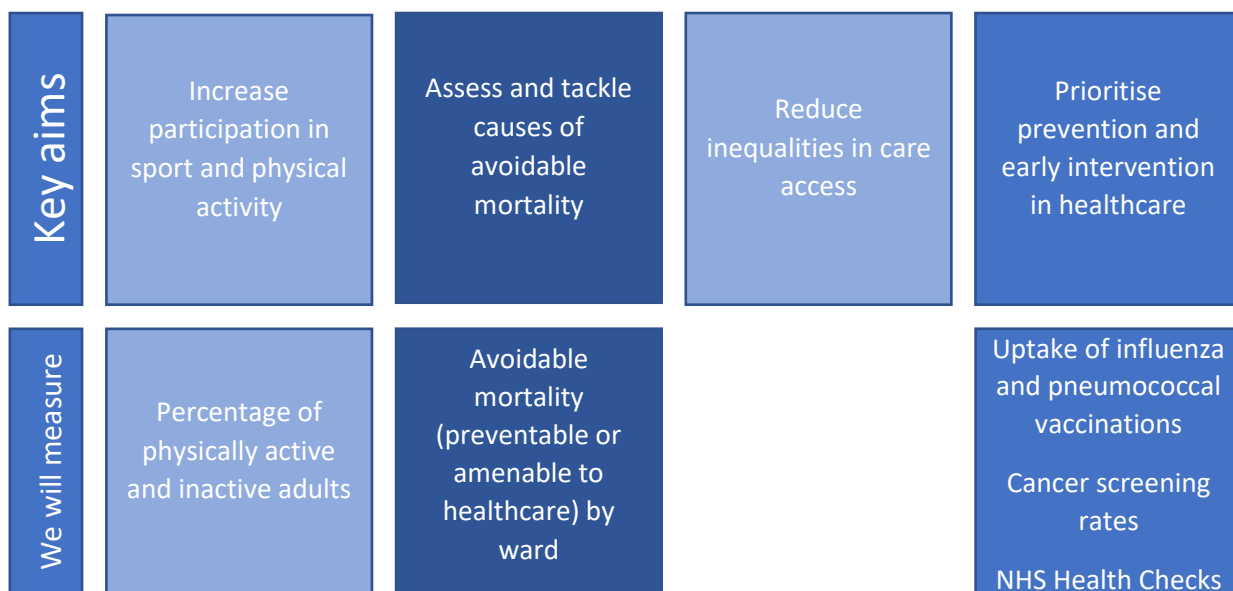 Key aims
Increase
participation in
sport and physical
activity
Assess and tackle
causes of
avoidable
mortality
Reduce
inequalities in care
access
Prioritise
prevention and
early intervention
in healthcare
We will measure
Percentage of
physically active
and inactive adults
Avoidable
mortality
(preventable or
amenable to
healthcare) by
ward
Uptake of influenza
and pneumococcal
vaccinations
Cancer screening
rates
NHS Health Checks